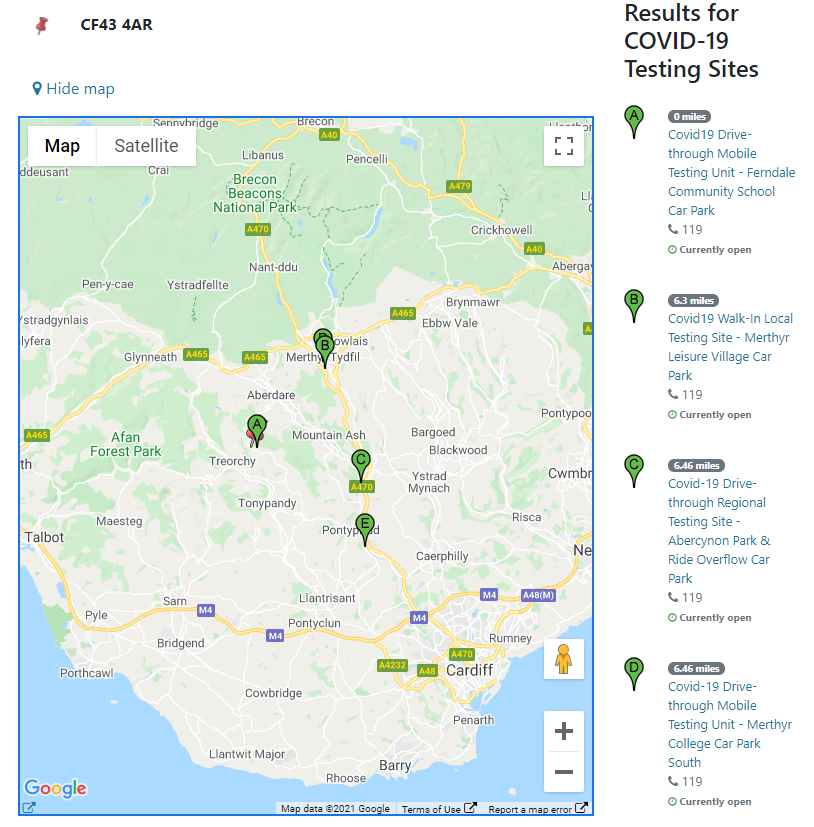 CF43 4AR
Hide map
Map
Satellite
Sennybridge
Brecon
A40
Libanus
Pencelli
Crai
ddeusant
Brecon
Beacons
National Park
A479
A470
Crickhowell
A40
Nant-ddu
Abergav
Pen-y-cae
Ystradfellte
Brynmawr
A465
Ystradgynlais
Ebbw Vale
ylfera
owlais
Glynneath
A465
A465
Merthyr Tydfil
B
Aberdare
A
Pontypoo
A465
Afan
Forest Park
Mountain Ash
Bargoed
Blackwood
Treorchy
C
Ystrad
Mynach
Cwmbr
A470
Tonypandy
Maesteg
Risca
E
Talbot
Caerphilly
Ne
Llantrisant
M4
A48(M)
Sarn
M4
Pyle
M4
Pontyclun
M4
Bridgend
Rumney
A470
A4232
A48
Cardiff
Porthcawl
Cowbridge
Penarth
Llantwit Major
Barry
Rhoose
Google
Map data ©2021 Google
Terms of Use
Report a map error
Results for
COVID-19
Testing Sites
A
0 miles
Covid19 Drive-
through Mobile
Testing Unit - Ferndale
Community School
Car Park
119
Currently open
B
6.3 miles
Covid19 Walk-In Local
Testing Site - Merthyr
Leisure Village Car
Park
119
Currently open
C
6.46 miles
Covid-19 Drive-
through Regional
Testing Site -
Abercynon Park &
Ride Overflow Car
Park
119
Currently open
D
6.46 miles
Covid-19 Drive-
through Mobile
Testing Unit - Merthyr
College Car Park
South
119
Currently open